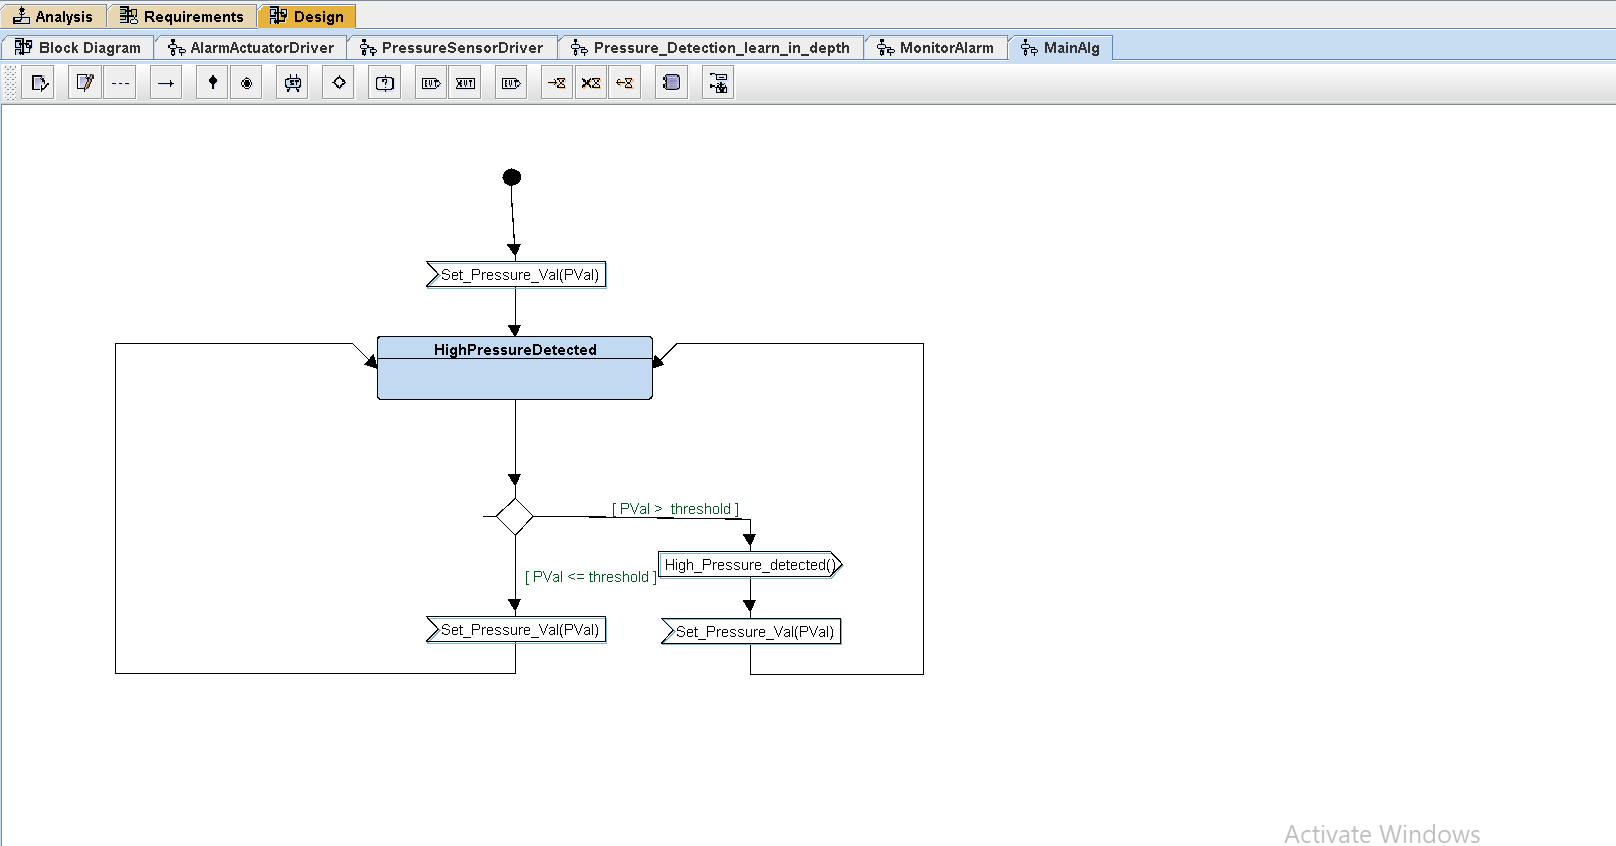 Analysis Requirements Design
Block Diagram AlarmActuatorDriver PressureSensorDriver Pressure_Detection_learn_in_depth MonitorAlarm MainAlg
Set_Pressure_Val(PVal)
HighPressureDetected
[ PVal > threshold ]
High_Pressure_detected()
[ PVal <= threshold ]
Set_Pressure_Val(PVal) Set_Pressure_Val(PVal)
Activate Windows